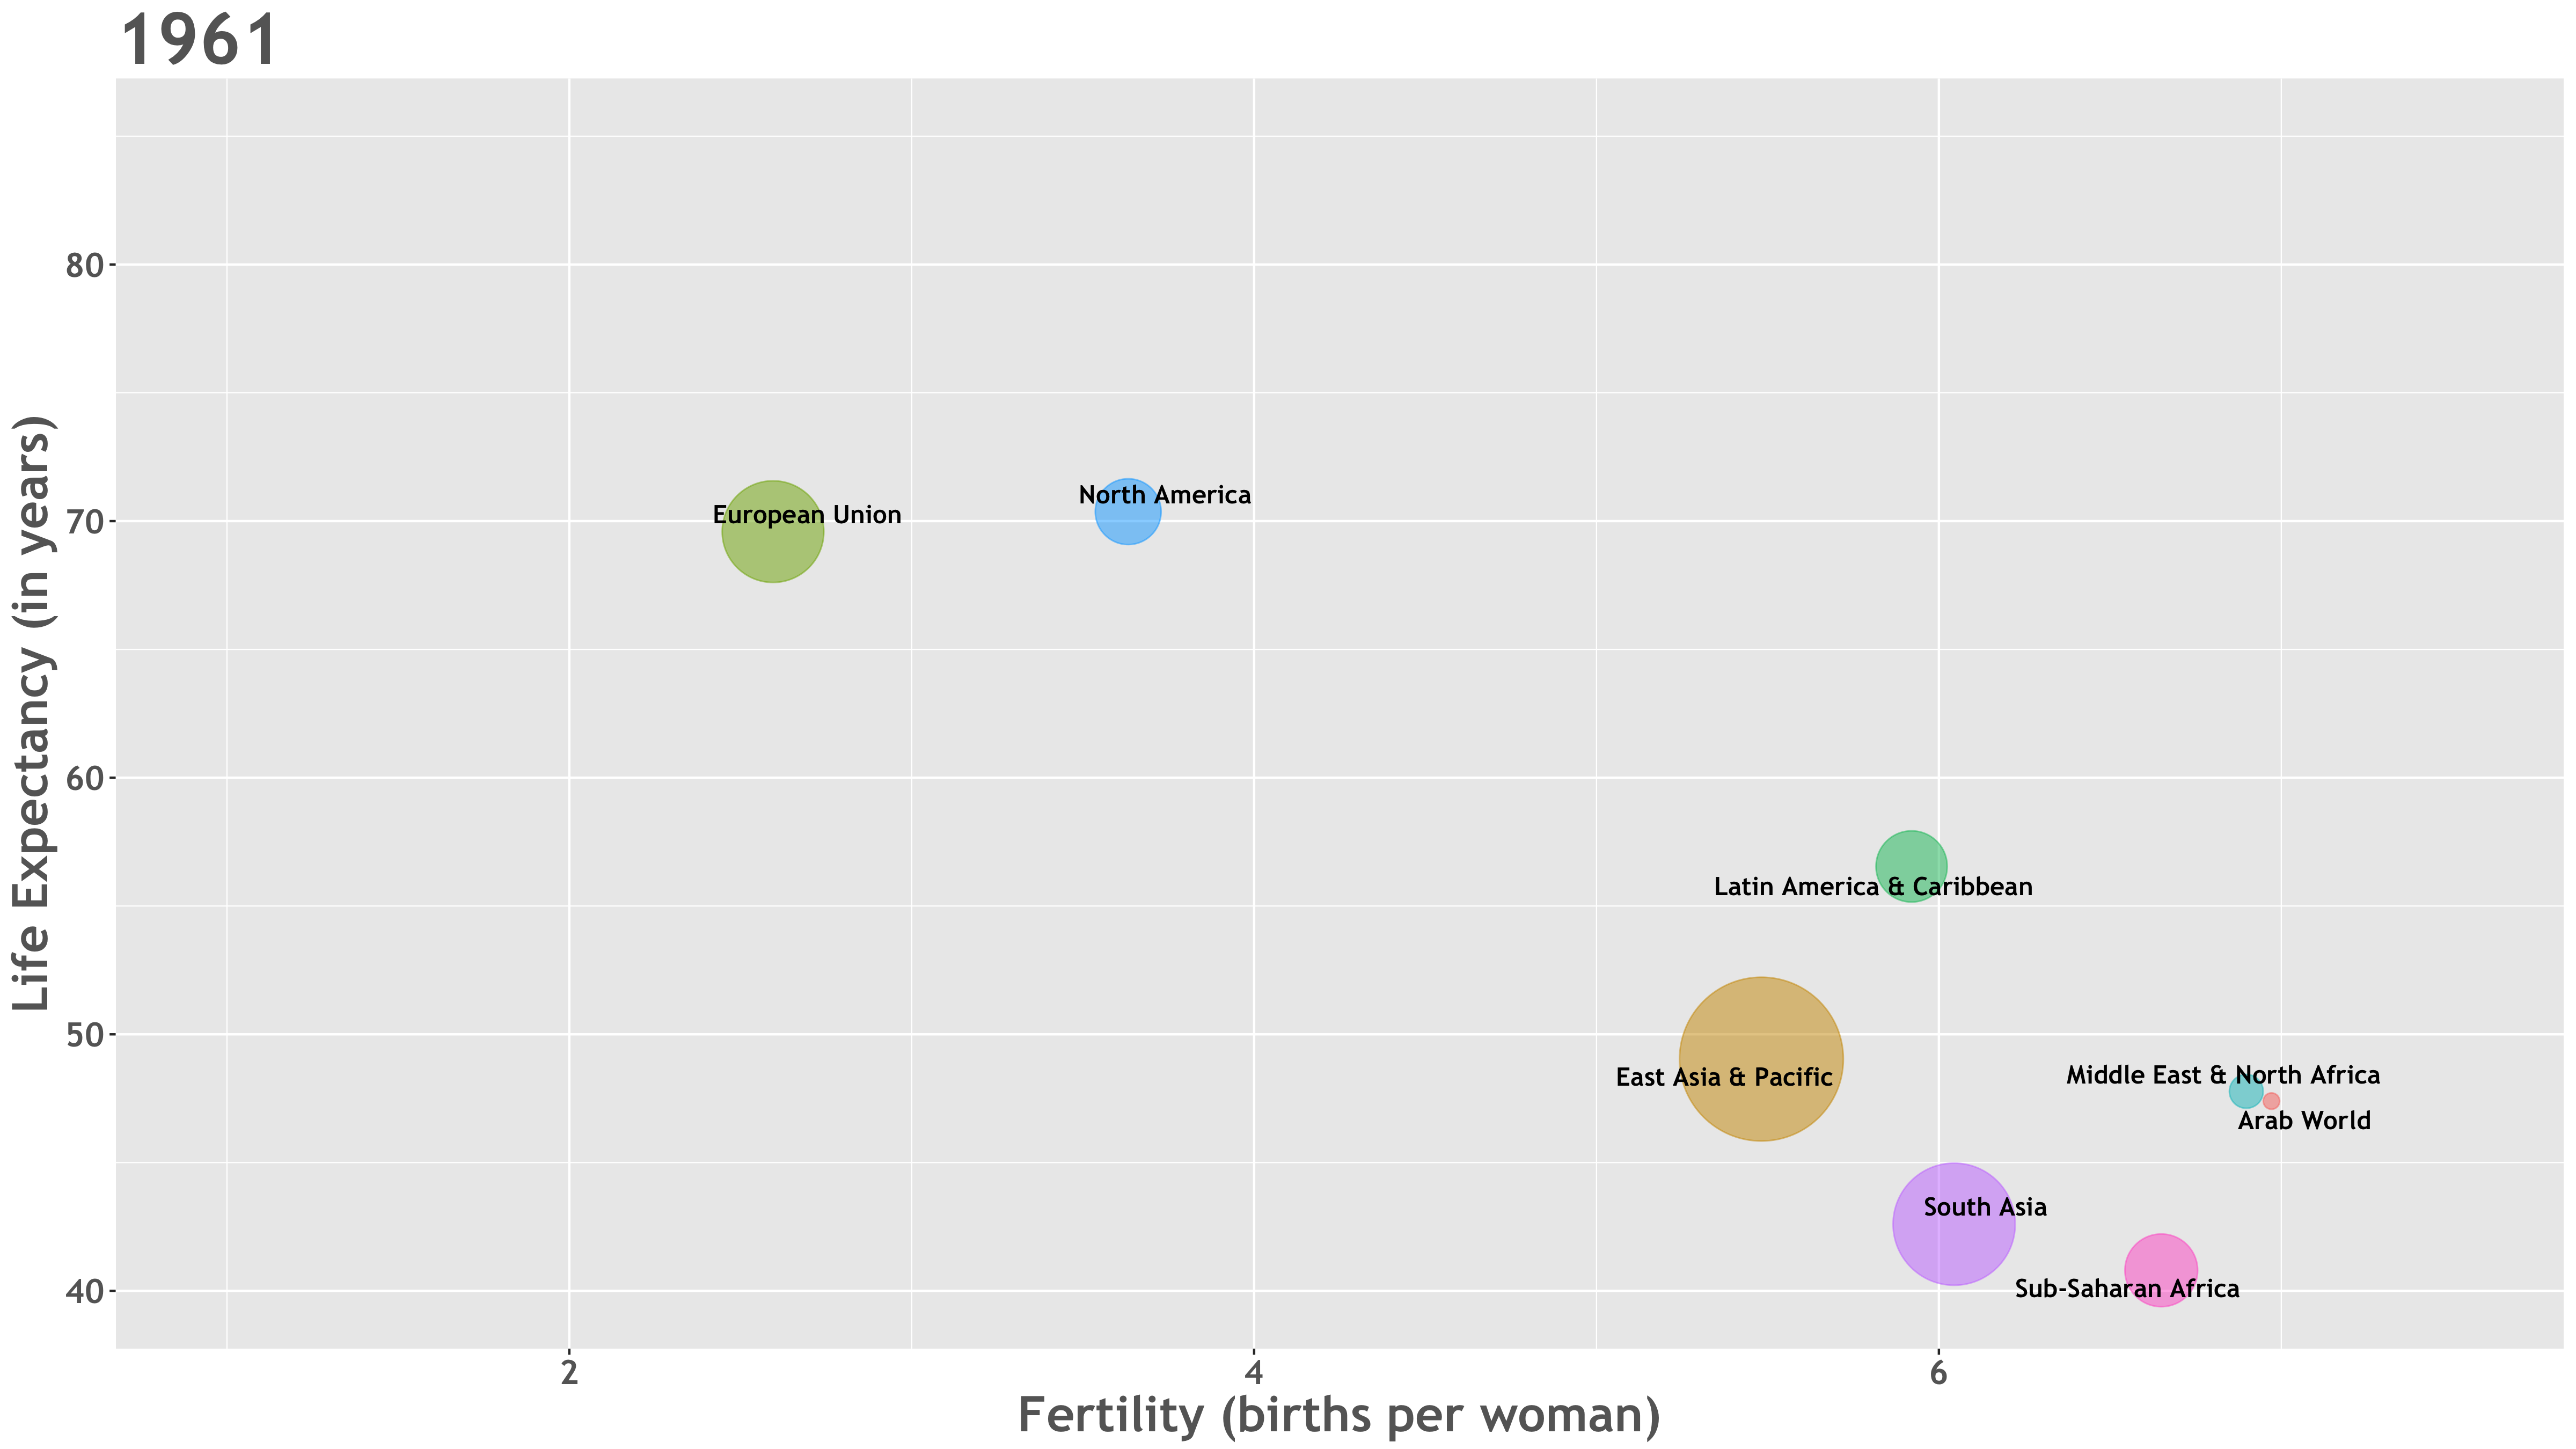 1961
Life Expectancy (in years)
80
70
60
50
40
North America
European Union
Latin America & Caribbean
East Asia & Pacific
Middle East & North Africa
Arab World
South Asia
Sub-Saharan Africa
2
4
6
Fertility (births per woman)